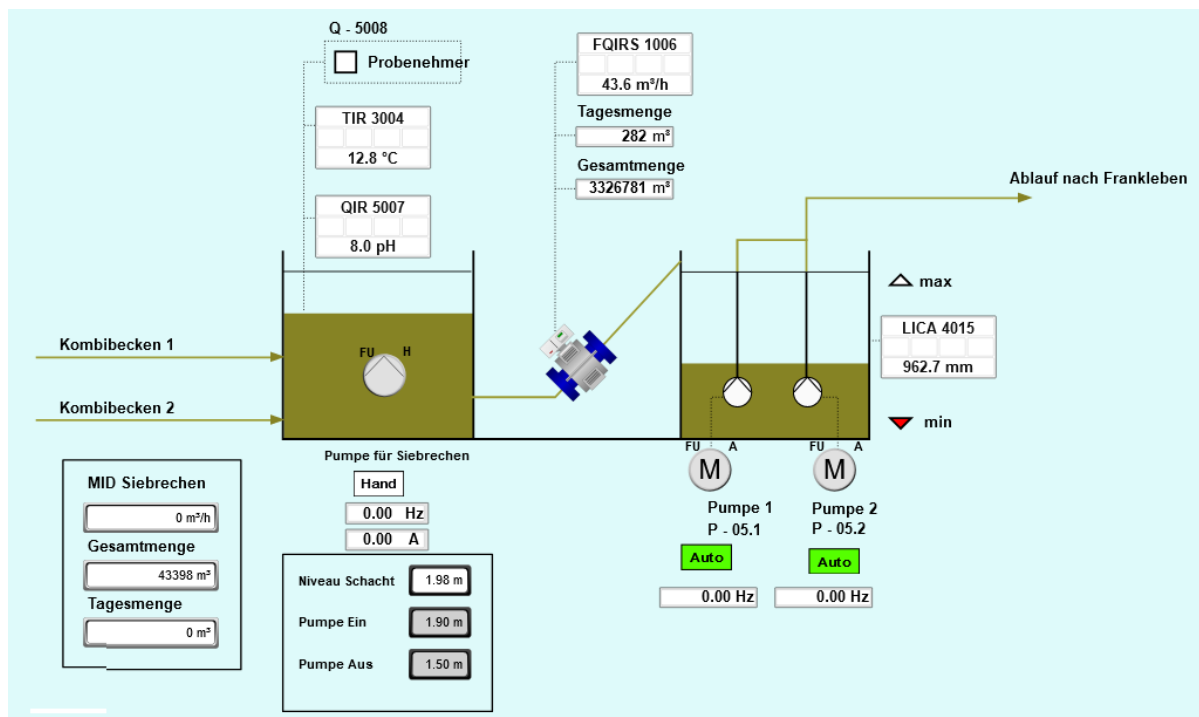 Q - 5008
Probenehmer
TIR 3004
12.8 °C
QIR 5007
8.0 pH
FQIRS 1006
43.6 m³/h
Tagesmenge
282 m³
Gesamtmenge
3326781 m³
Ablauf nach Frankleben
max
LICA 4015
962.7 mm
min
Kombibecken 1
Kombibecken 2
FU H
Pumpe für Siebrechen
Hand
0.00 Hz
0.00 A
MID Siebrechen
0 m³/h
Gesamtmenge
43398 m³
Tagesmenge
0 m³
Niveau Schacht 1.98 m
Pumpe Ein 1.90 m
Pumpe Aus 1.50 m
FU A
M
Pumpe 1
P - 05.1
Auto
0.00 Hz
FU A
M
Pumpe 2
P - 05.2
Auto
0.00 Hz